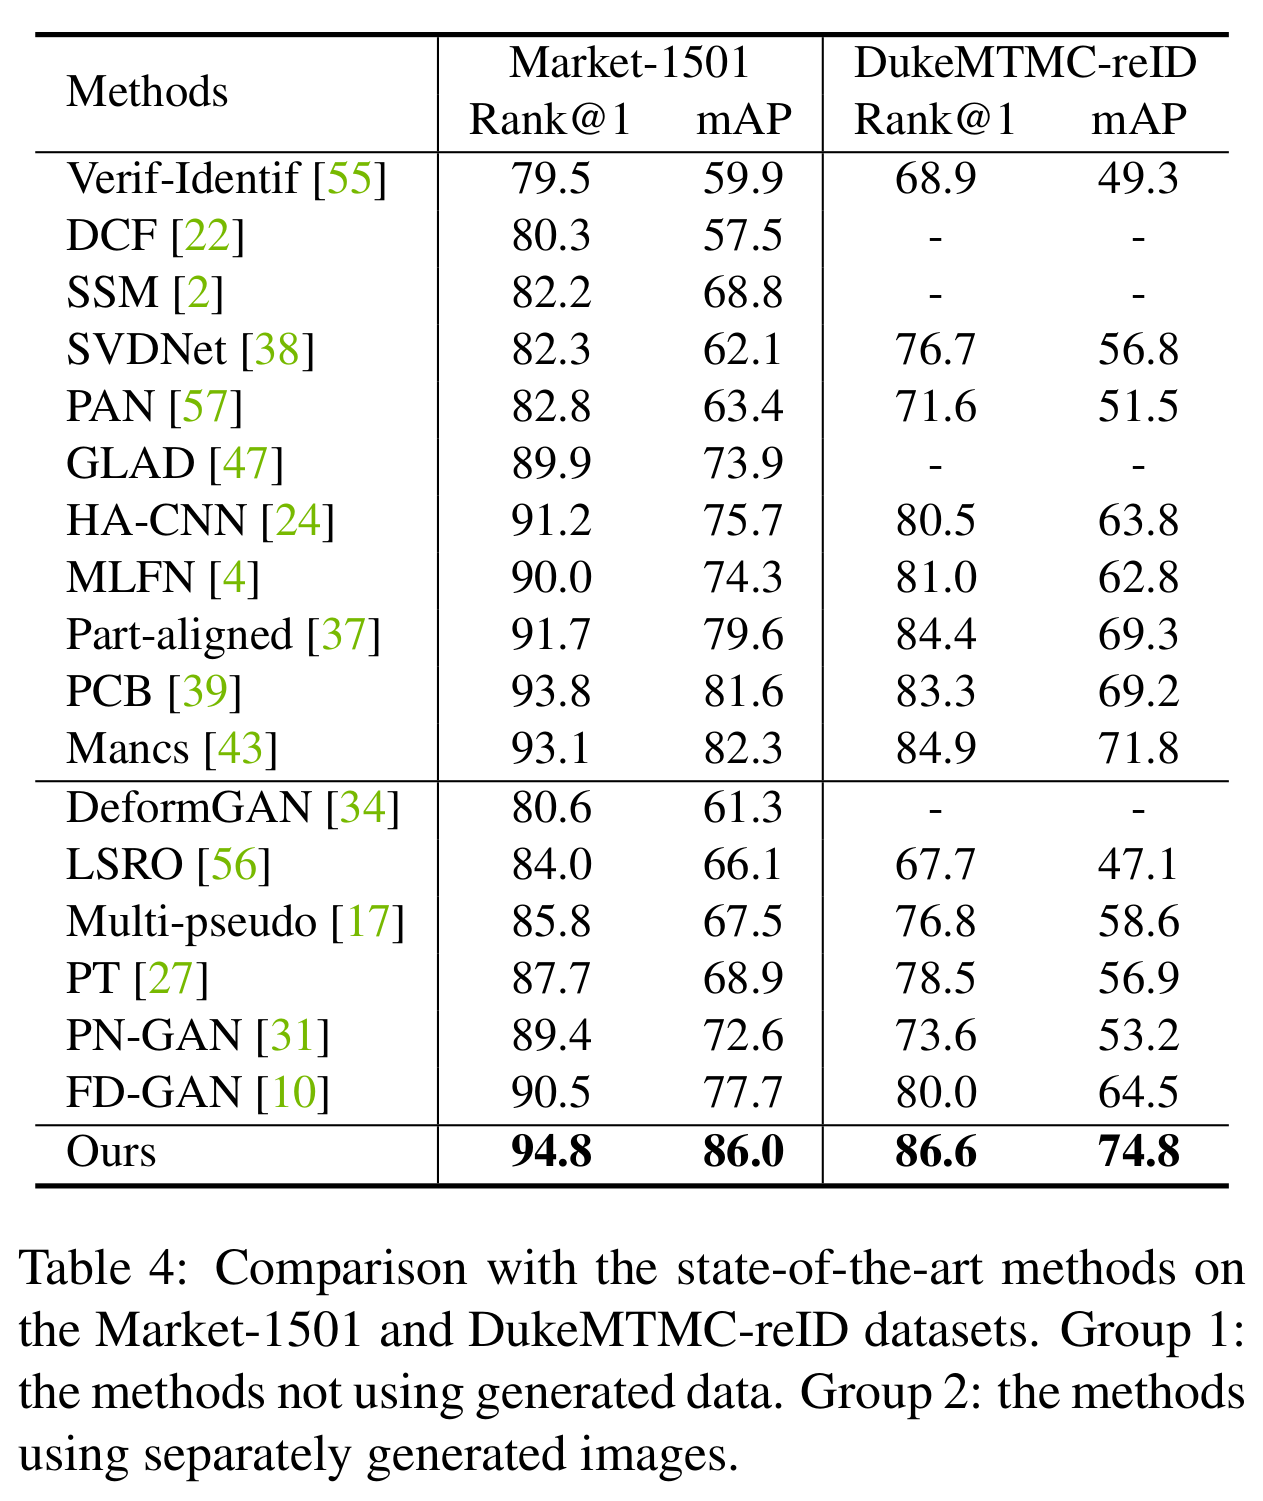 Methods Market-1501 DukeMTMC-reID
Rank@1 mAP Rank@1 mAP
Verif-Identif [55] 79.5 59.9 68.9 49.3
DCF [22] 80.3 57.5 - -
SSM [2] 82.2 68.8 - -
SVDNet [38] 82.3 62.1 76.7 56.8
PAN [57] 82.8 63.4 71.6 51.5
GLAD [47] 89.9 73.9 - -
HA-CNN [24] 91.2 75.7 80.5 63.8
MLFN [4] 90.0 74.3 81.0 62.8
Part-aligned [37] 91.7 79.6 84.4 69.3
PCB [39] 93.8 81.6 83.3 69.2
Mancs [43] 93.1 82.3 84.9 71.8
DeformGAN [34] 80.6 61.3 - -
LSRO [56] 84.0 66.1 67.7 47.1
Multi-pseudo [17] 85.8 67.5 76.8 58.6
PT [27] 87.7 68.9 78.5 56.9
PN-GAN [31] 89.4 72.6 73.6 53.2
FD-GAN [10] 90.5 77.7 80.0 64.5
Ours 94.8 86.0 86.6 74.8
Table 4: Comparison with the state-of-the-art methods on
the Market-1501 and DukeMTMC-reID datasets. Group 1:
the methods not using generated data. Group 2: the methods
using separately generated images.